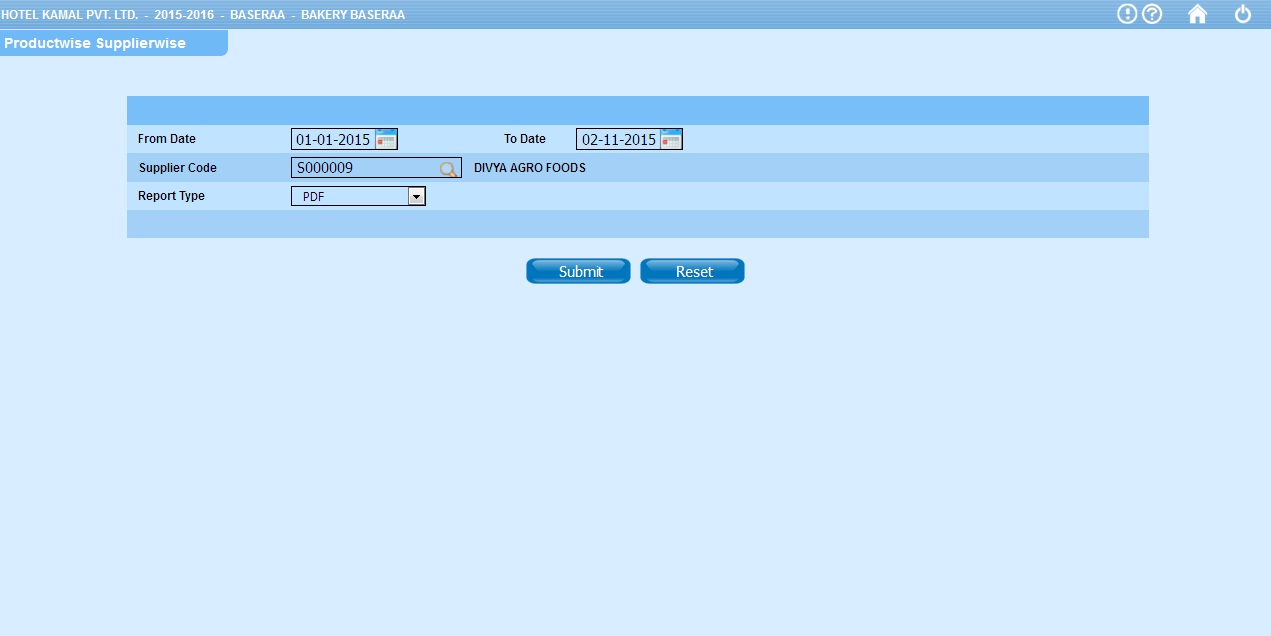 HOTEL KAMAL PVT. LTD. - 2015-2016 - BASERAA - BAKERY BASERAA
Productwise Supplierwise
From Date 01-01-2015 To Date 02-11-2015
Supplier Code S000009 DIVYA AGRO FOODS
Report Type PDF
Submit Reset